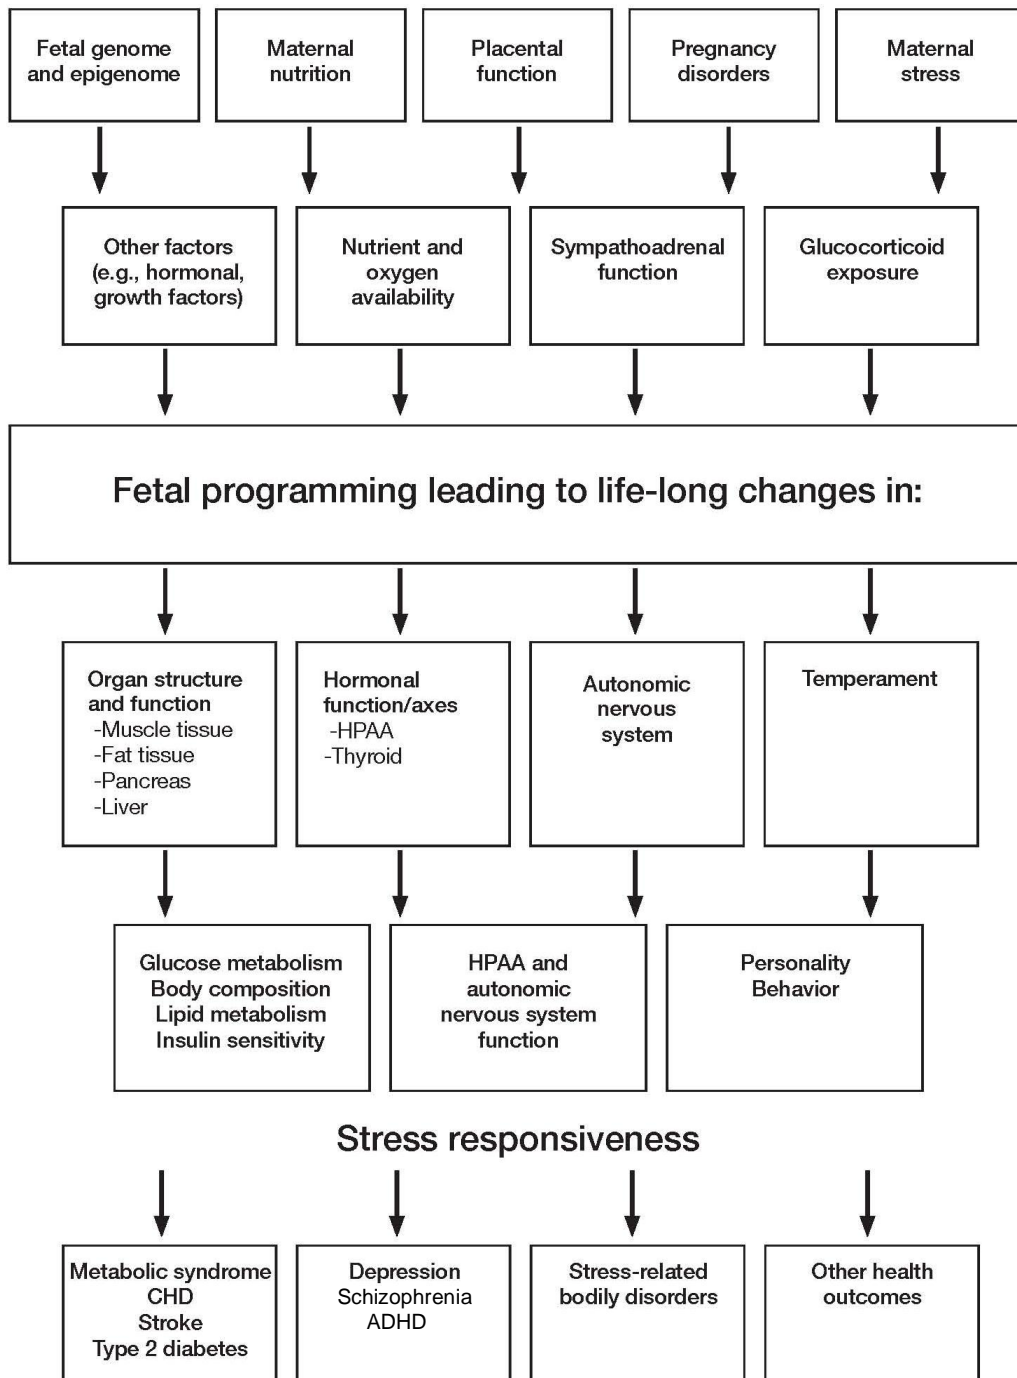 Fetal genome
and epigenome
Maternal
nutrition
Placental
function
Pregnancy
disorders
Maternal
stress
Other factors
(e.g., hormonal,
growth factors)
Nutrient and
oxygen
availability
Sympathoadrenal
function
Glucocorticoid
exposure
Fetal programming leading to life-long changes in:
Organ structure
and function
-Muscle tissue
-Fat tissue
-Pancreas
-Liver
Hormonal
function/axes
-HPAA
-Thyroid
Autonomic
nervous
system
Temperament
Glucose metabolism
Body composition
Lipid metabolism
Insulin sensitivity
HPAA and
autonomic
nervous system
function
Personality
Behavior
Stress responsiveness
Metabolic syndrome
CHD
Stroke
Type 2 diabetes
Depression
Schizophrenia
ADHD
Stress-related
bodily disorders
Other health
outcomes